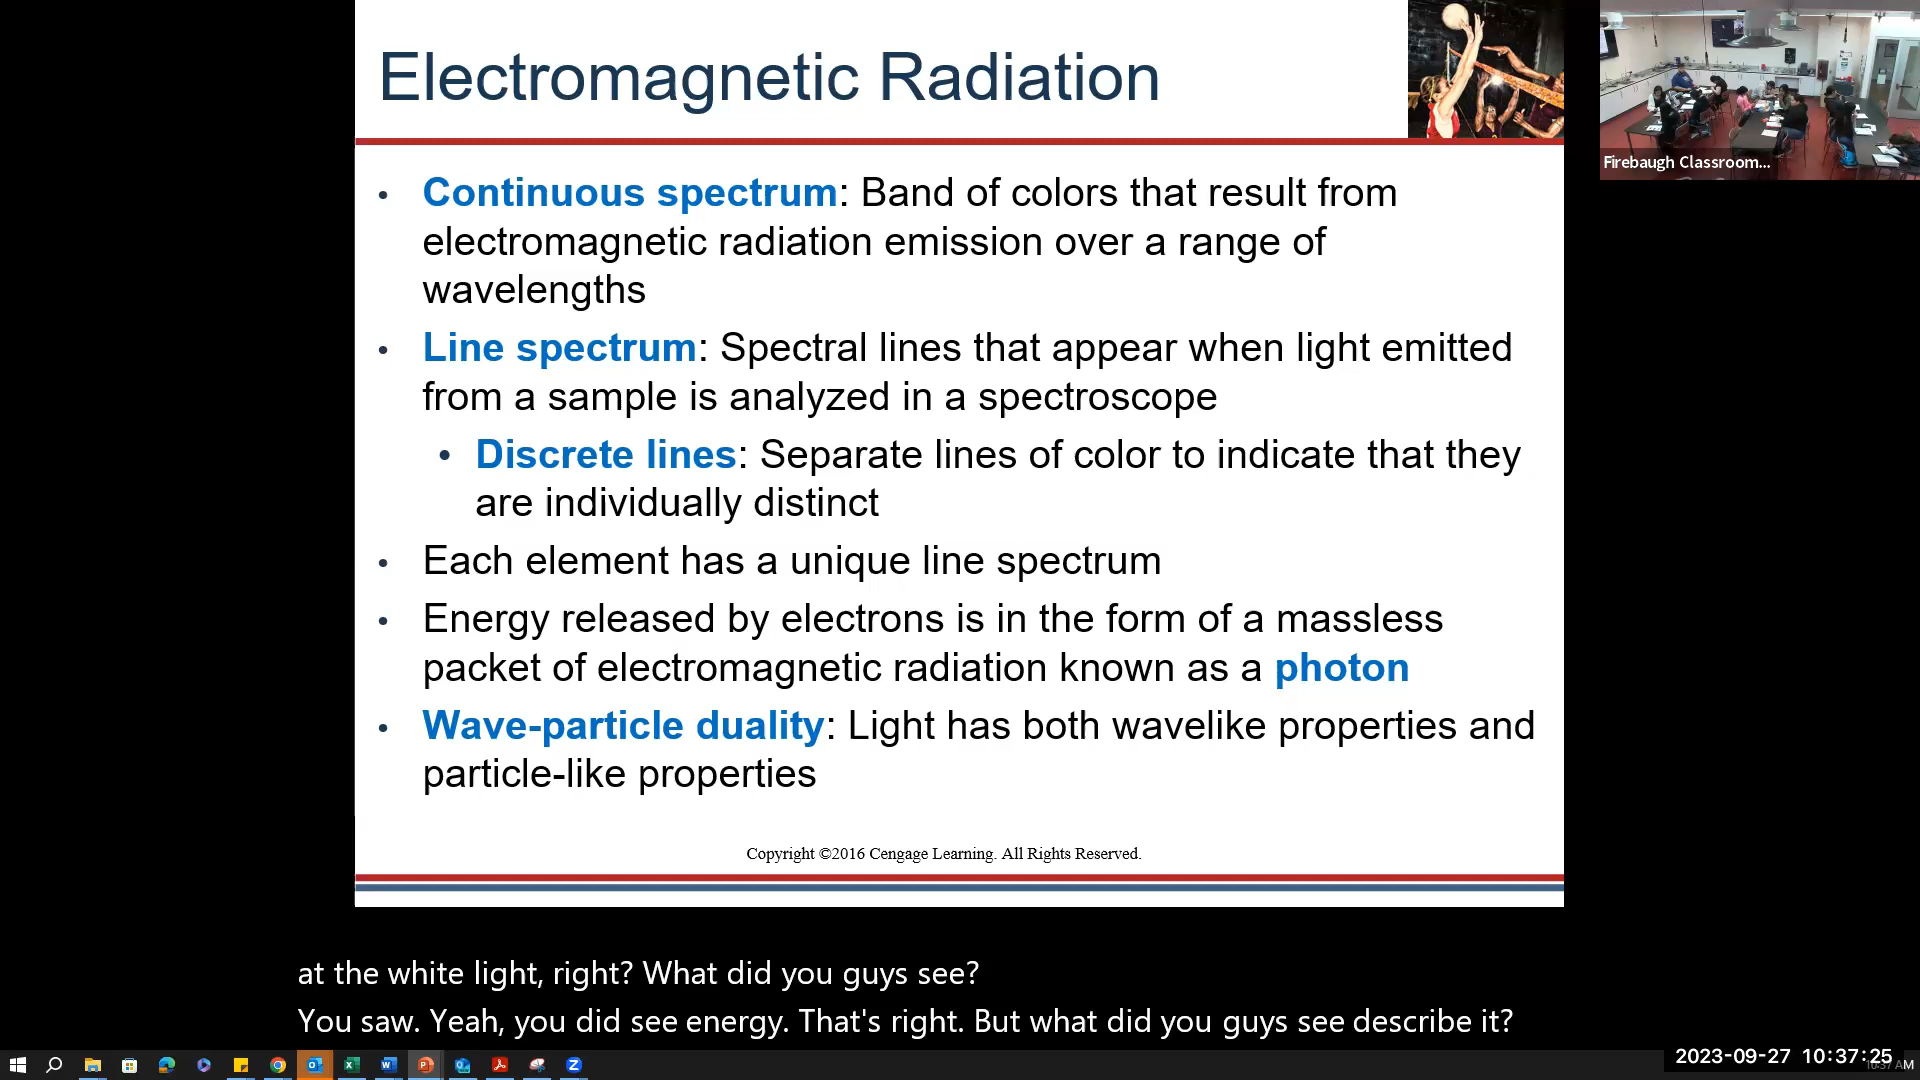 Electromagnetic Radiation
Firebaugh Classroom...
• Continuous spectrum: Band of colors that result from
electromagnetic radiation emission over a range of
wavelengths
• Line spectrum: Spectral lines that appear when light emitted
from a sample is analyzed in a spectroscope
• Discrete lines: Separate lines of color to indicate that they
are individually distinct
• Each element has a unique line spectrum
• Energy released by electrons is in the form of a massless
packet of electromagnetic radiation known as a photon
• Wave-particle duality: Light has both wavelike properties and
particle-like properties
Copyright ©2016 Cengage Learning. All Rights Reserved.
at the white light, right? What did you guys see?
You saw. Yeah, you did see energy. That's right. But what did you guys see describe it?
2023-09-27 10:37:25
10:37 AM